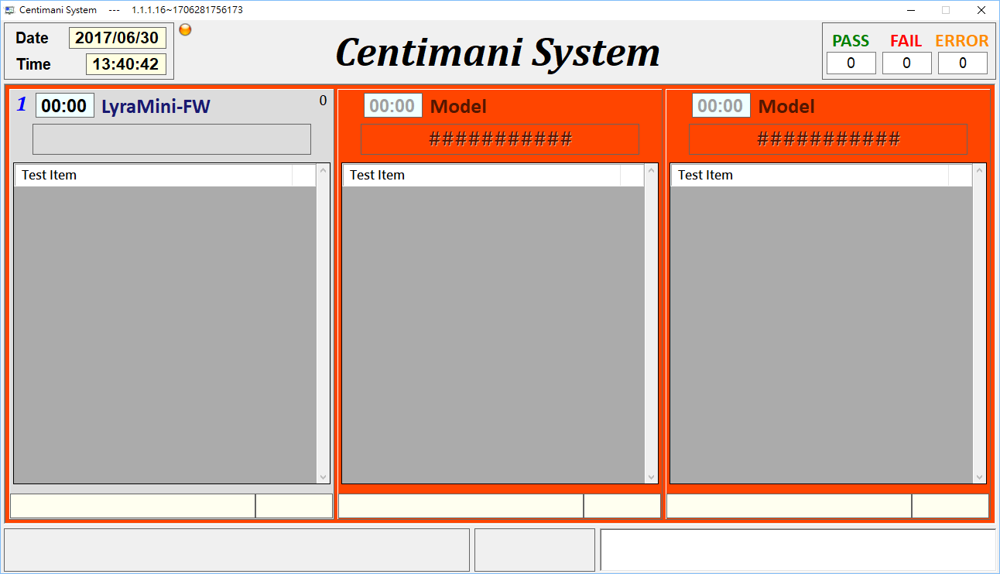 Centimani System --- 1.1.1.16~1706281756173
Date 2017/06/30
Time 13:40:42
Centimani System
PASS FAIL ERROR
0 0 0
1 00:00 LyraMini-FW 0
Test Item
00:00 Model
###########
Test Item
00:00 Model
###########
Test Item